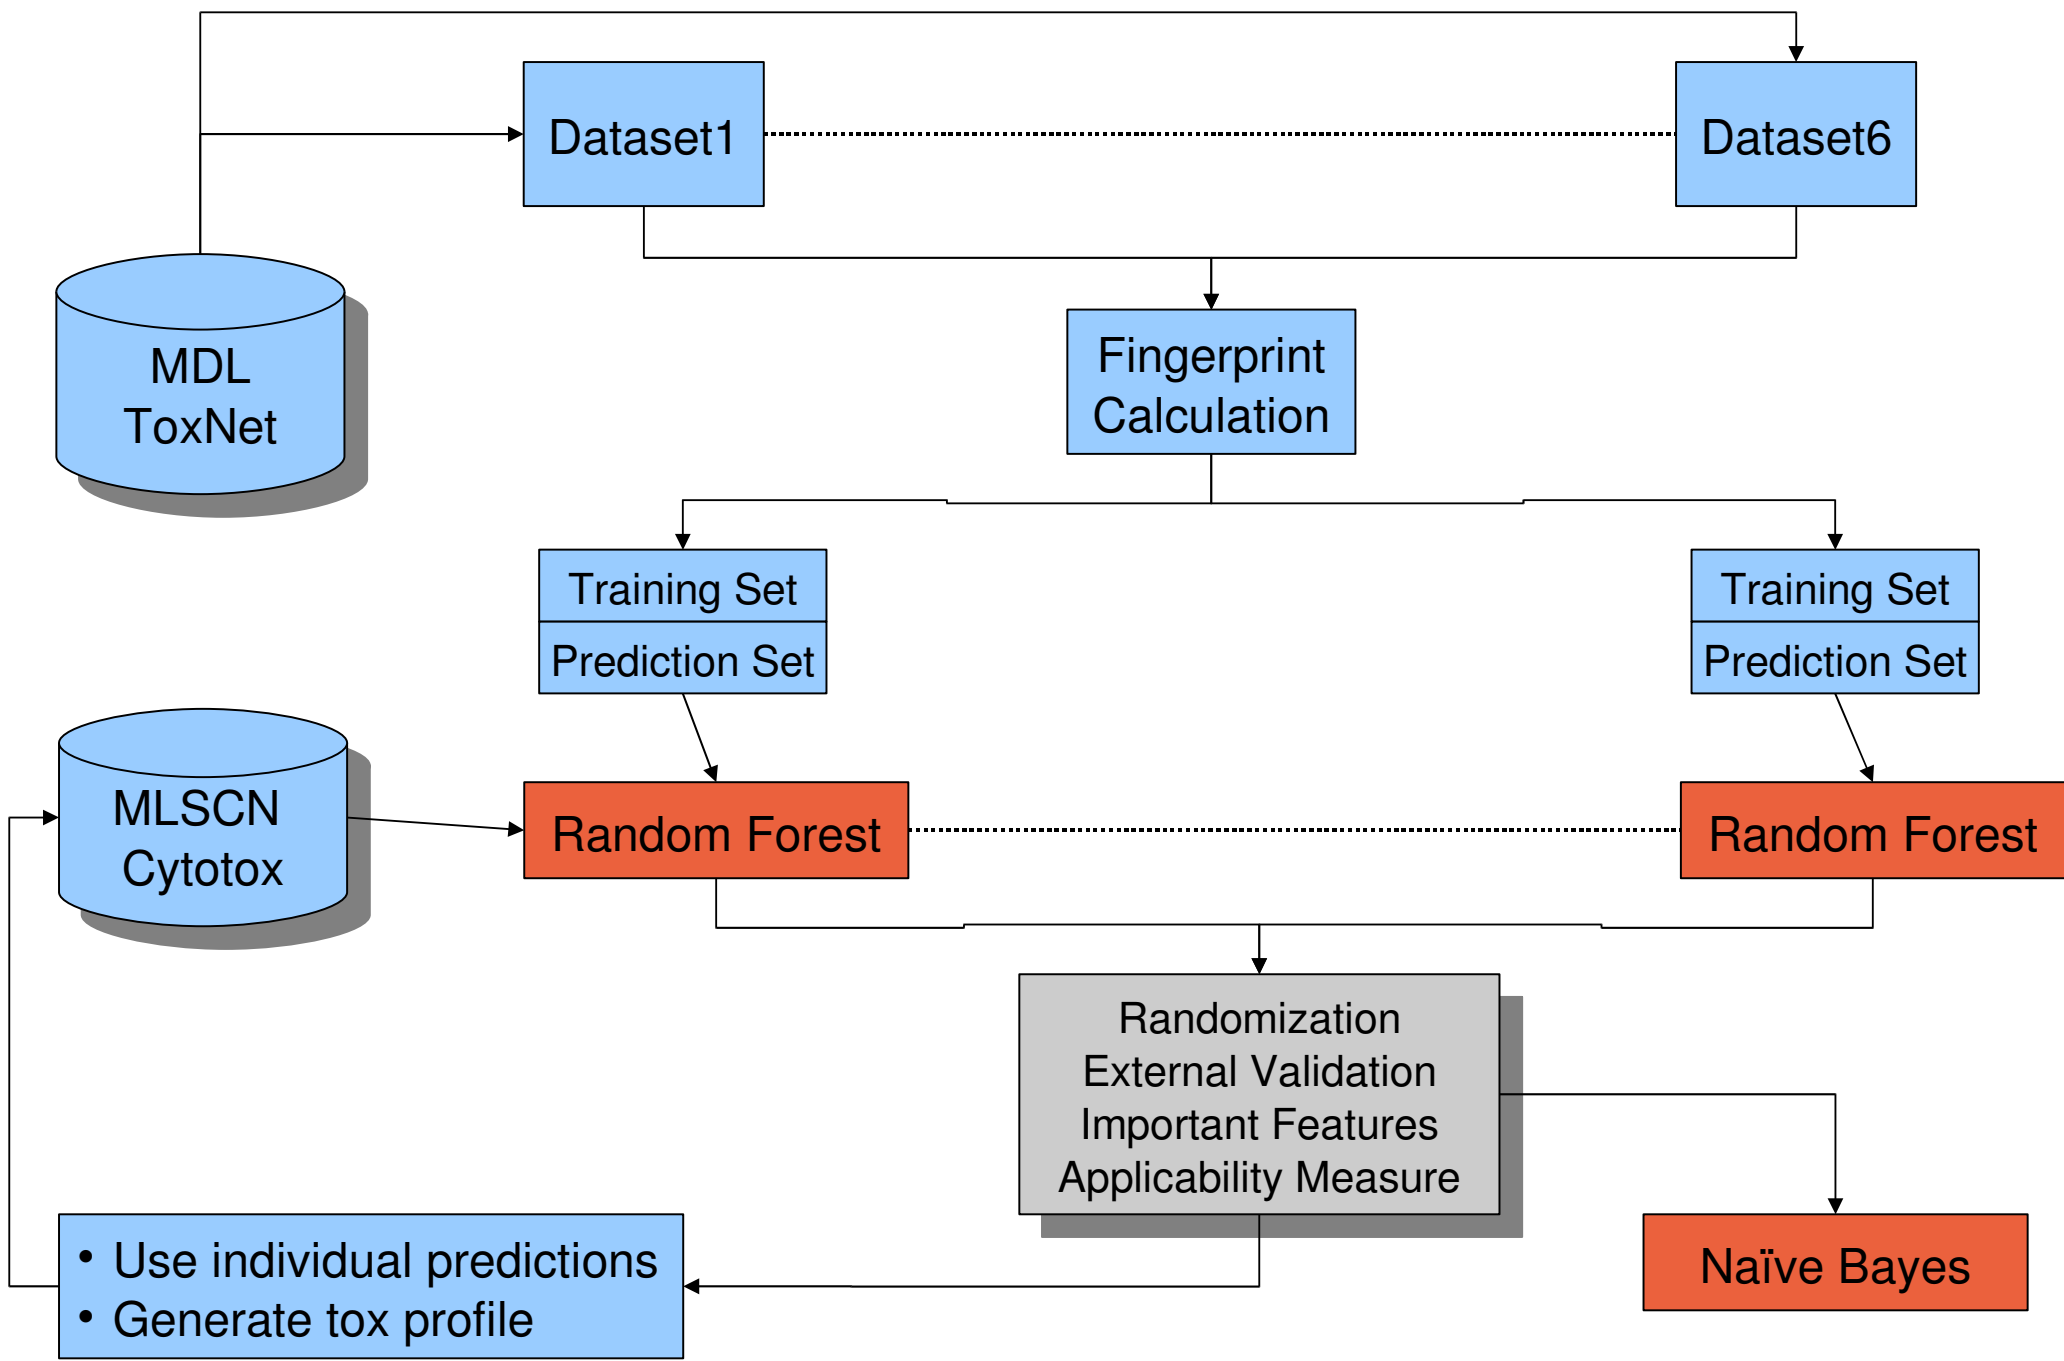 Dataset1
Dataset6
MDL
ToxNet
Fingerprint
Calculation
Training Set
Prediction Set
Training Set
Prediction Set
MLSCN
Cytotox
Random Forest
Random Forest
Randomization
External Validation
Important Features
Applicability Measure
• Use individual predictions
• Generate tox profile
Naïve Bayes